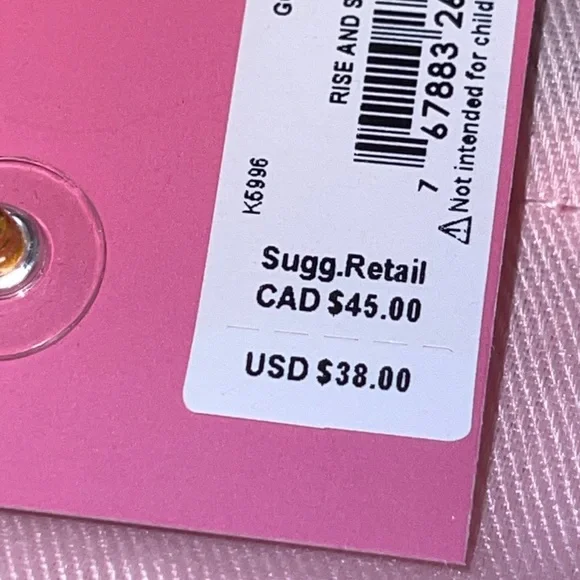 RISE AND S
7 67883 26
Not intended for child
K5996
Sugg.Retail
CAD $45.00
USD $38.00